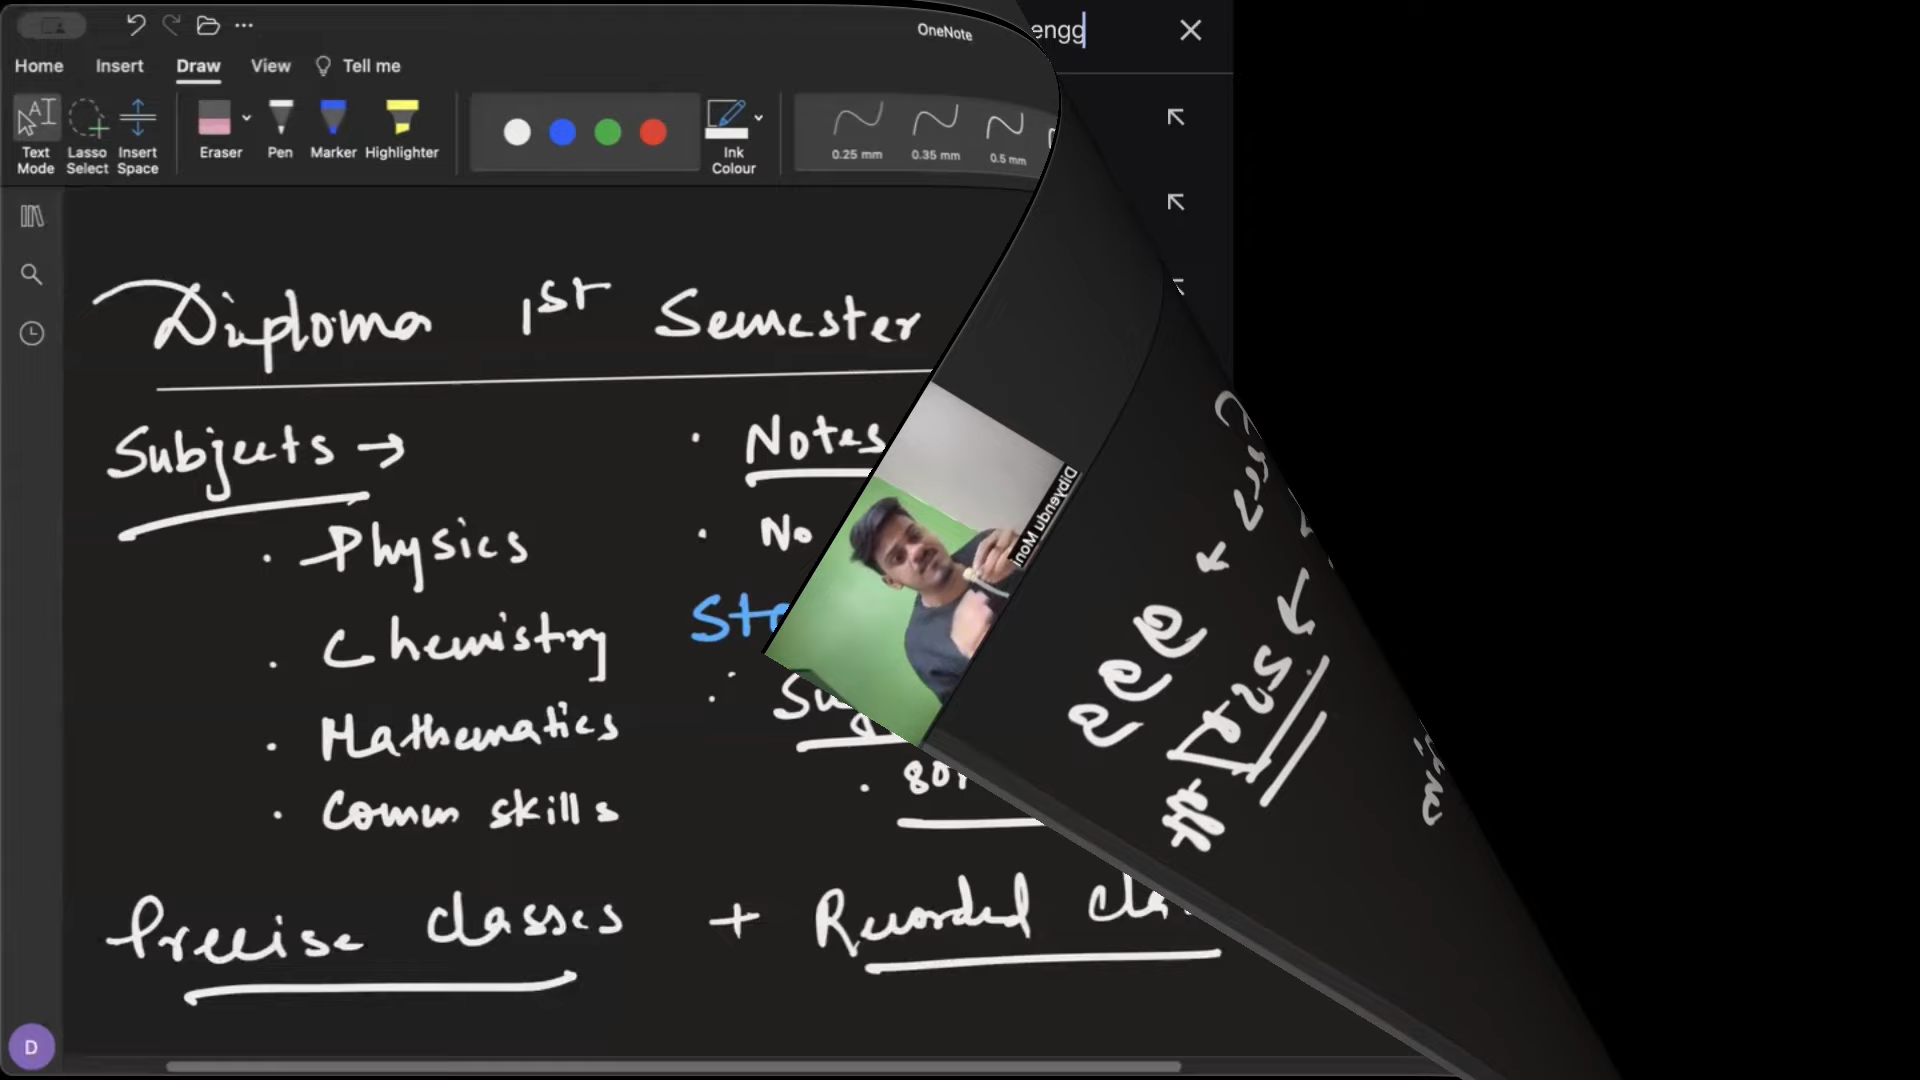 OneNote
engg
Home Insert Draw View Tell me
Text Mode
Lasso Select
Insert Space
Eraser
Pen
Marker
Highlighter
Ink Colour
0.25 mm
0.35 mm
0.5 mm
Diploma 1st Semester
Subjects →
· Physics
· Chemistry
· Mathematics
· Comm skills
· Notes
· No
Dibyendu Moni
Precise classes + Recorded
D